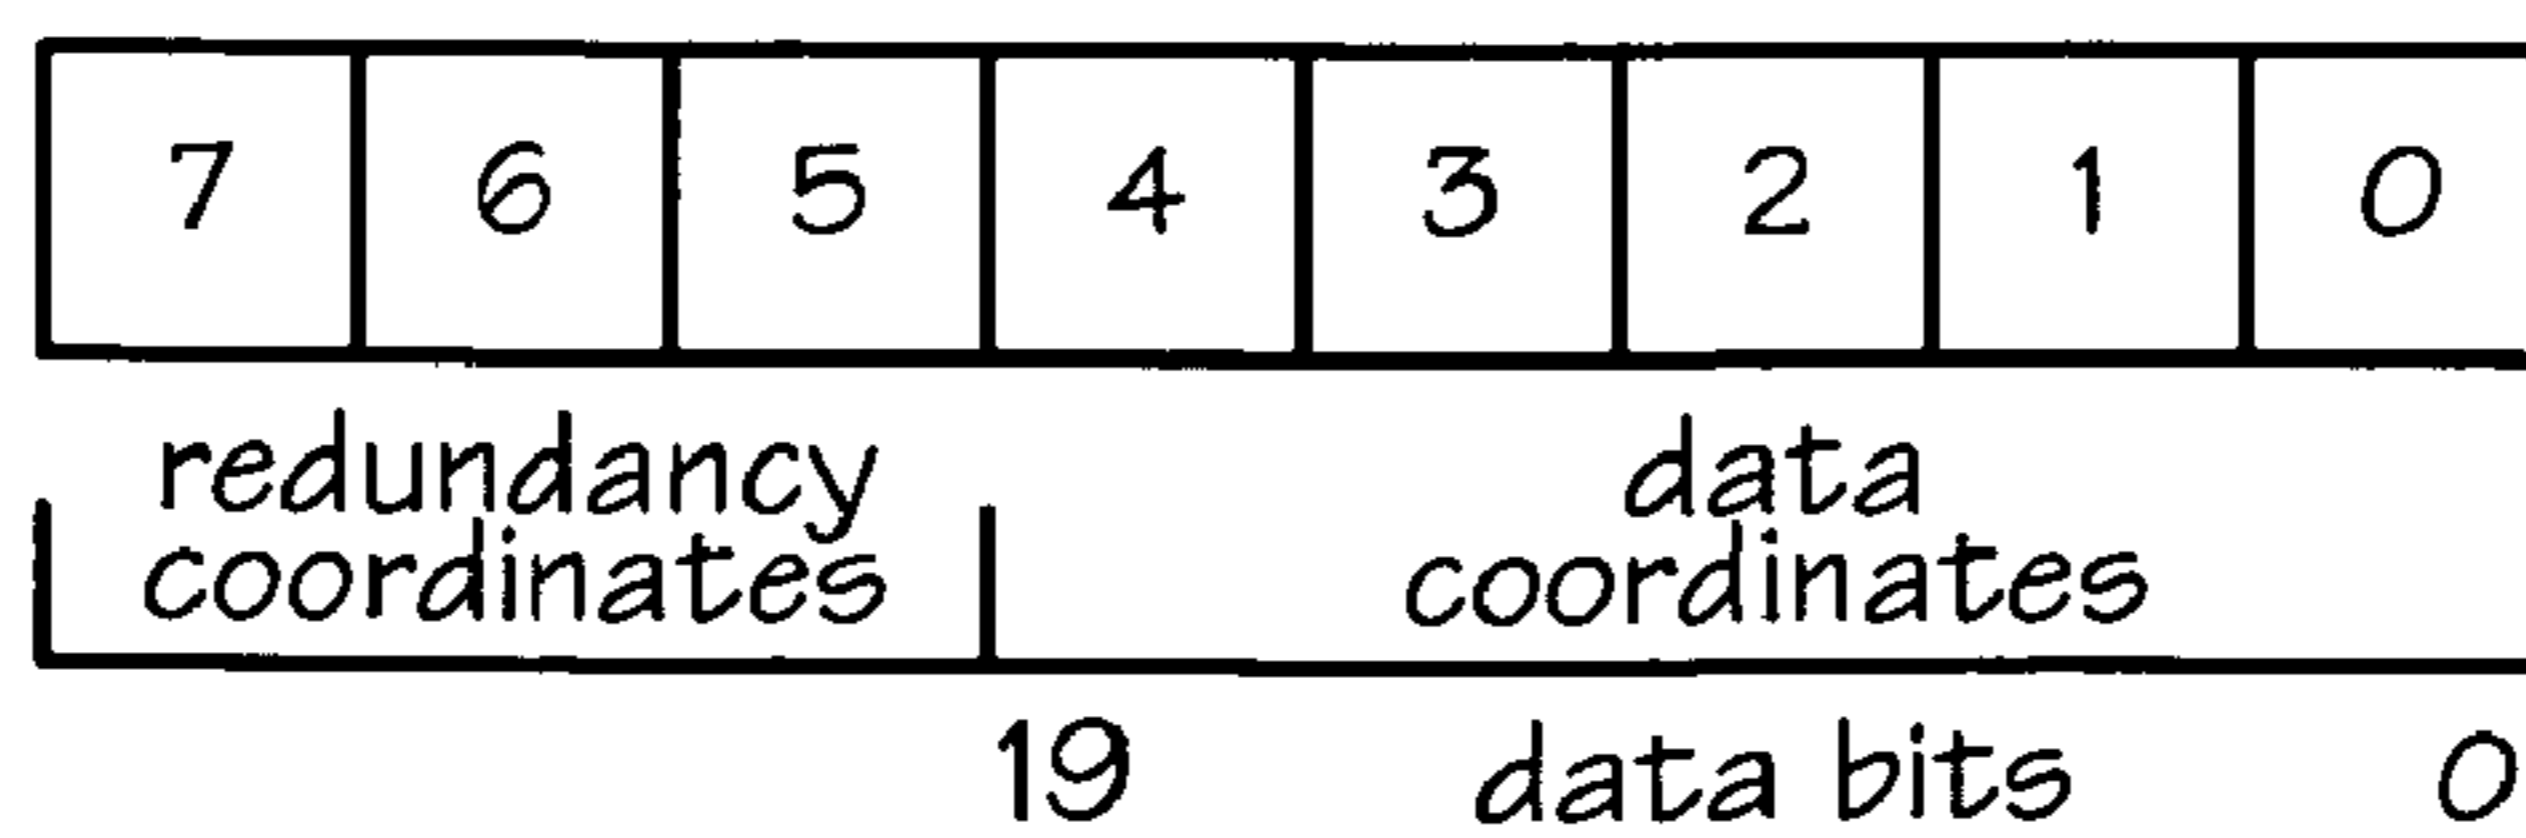 7 6 5 4 3 2 1 0
redundancy data
coordinates coordinates
19 data bits 0